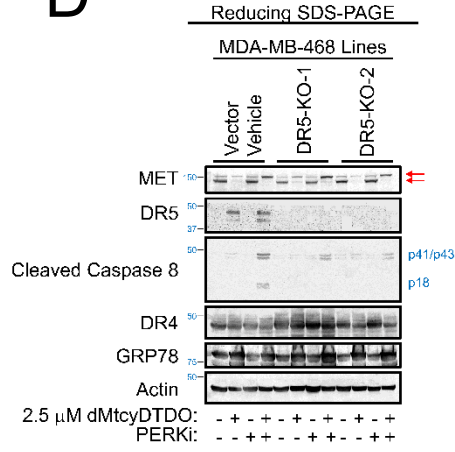 D
Reducing SDS-PAGE
MDA-MB-468 Lines
Vector
Vehicle
DR5-KO-1
DR5-KO-2
MET 150
DR5 50
37
Cleaved Caspase 8 50 p41/p43
p18
DR4 50
GRP78 75
Actin 50
2.5 μM dMtcyDTDO: - + - + - + - + - + - +
PERKi: - - + + - - + + - - + +